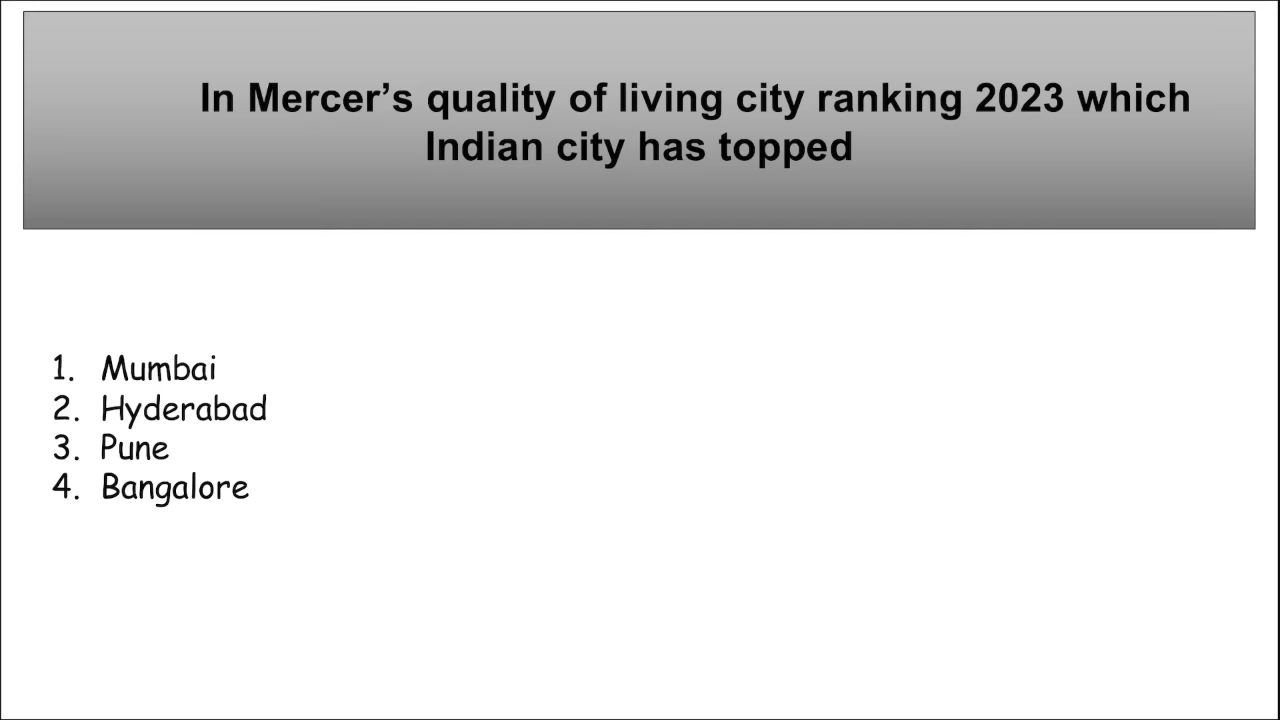 In Mercer’s quality of living city ranking 2023 which
Indian city has topped
1. Mumbai
2. Hyderabad
3. Pune
4. Bangalore